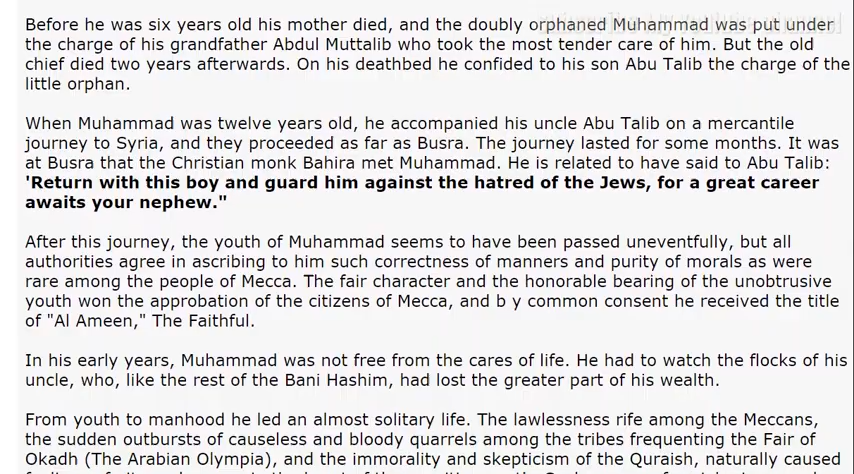 Before he was six years old his mother died, and the doubly orphaned Muhammad was put under
the charge of his grandfather Abdul Muttalib who took the most tender care of him. But the old
chief died two years afterwards. On his deathbed he confided to his son Abu Talib the charge of the
little orphan.
When Muhammad was twelve years old, he accompanied his uncle Abu Talib on a mercantile
journey to Syria, and they proceeded as far as Busra. The journey lasted for some months. It was
at Busra that the Christian monk Bahira met Muhammad. He is related to have said to Abu Talib:
'Return with this boy and guard him against the hatred of the Jews, for a great career
awaits your nephew."
After this journey, the youth of Muhammad seems to have been passed uneventfully, but all
authorities agree in ascribing to him such correctness of manners and purity of morals as were
rare among the people of Mecca. The fair character and the honorable bearing of the unobtrusive
youth won the approbation of the citizens of Mecca, and b y common consent he received the title
of "Al Ameen," The Faithful.
In his early years, Muhammad was not free from the cares of life. He had to watch the flocks of his
uncle, who, like the rest of the Bani Hashim, had lost the greater part of his wealth.
From youth to manhood he led an almost solitary life. The lawlessness rife among the Meccans,
the sudden outbursts of causeless and bloody quarrels among the tribes frequenting the Fair of
Okadh (The Arabian Olympia), and the immorality and skepticism of the Quraish, naturally caused